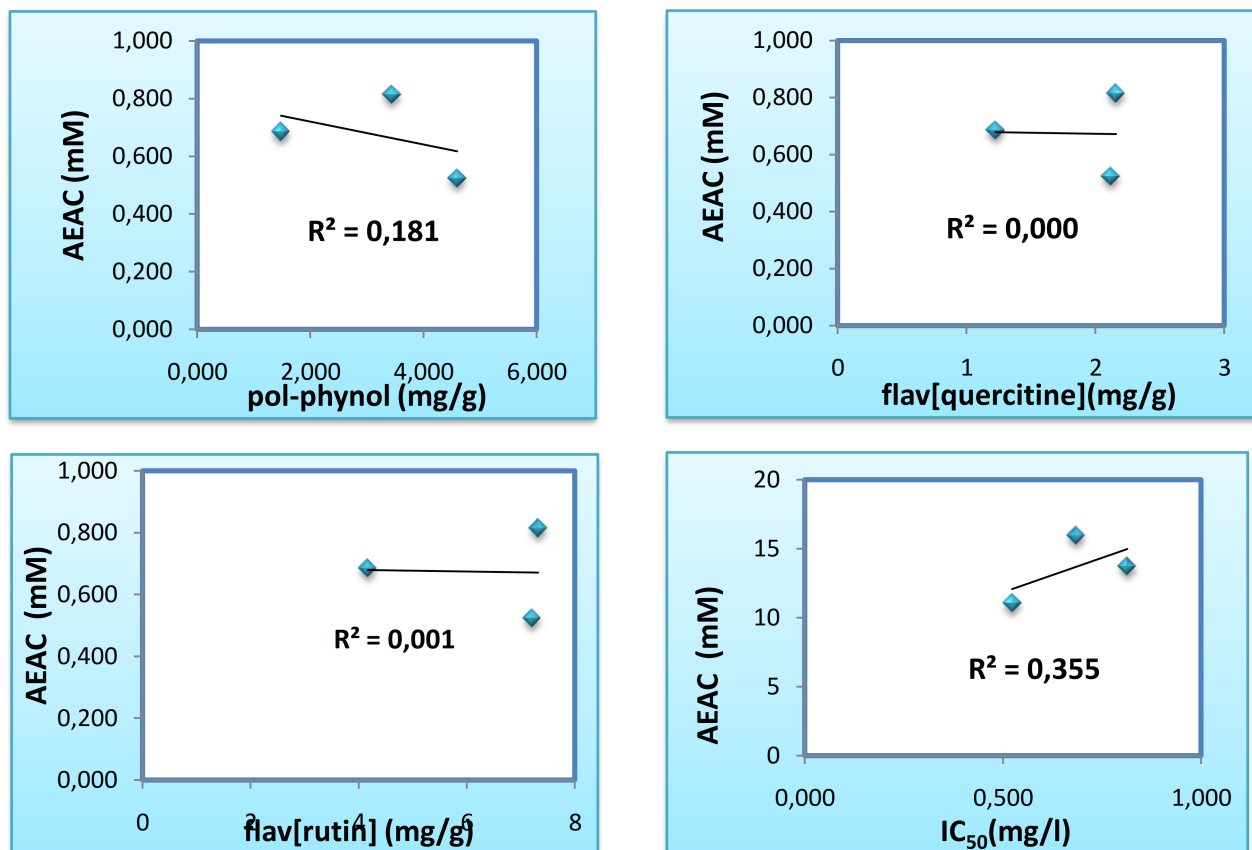 1,000
0,800
0,600
0,400
0,200
0,000
AEAC (mM)
R² = 0,181
0,000 2,000 4,000 6,000
pol-phynol (mg/g)
1,000
0,800
0,600
0,400
0,200
0,000
AEAC (mM)
R² = 0,000
0 1 2 3
flav[quercitine](mg/g)
1,000
0,800
0,600
0,400
0,200
0,000
AEAC (mM)
R² = 0,001
0 2 4 6 8
flav[rutin] (mg/g)
20
15
10
5
0
AEAC (mM)
R² = 0,355
0,000 0,500 1,000
IC₅₀(mg/l)